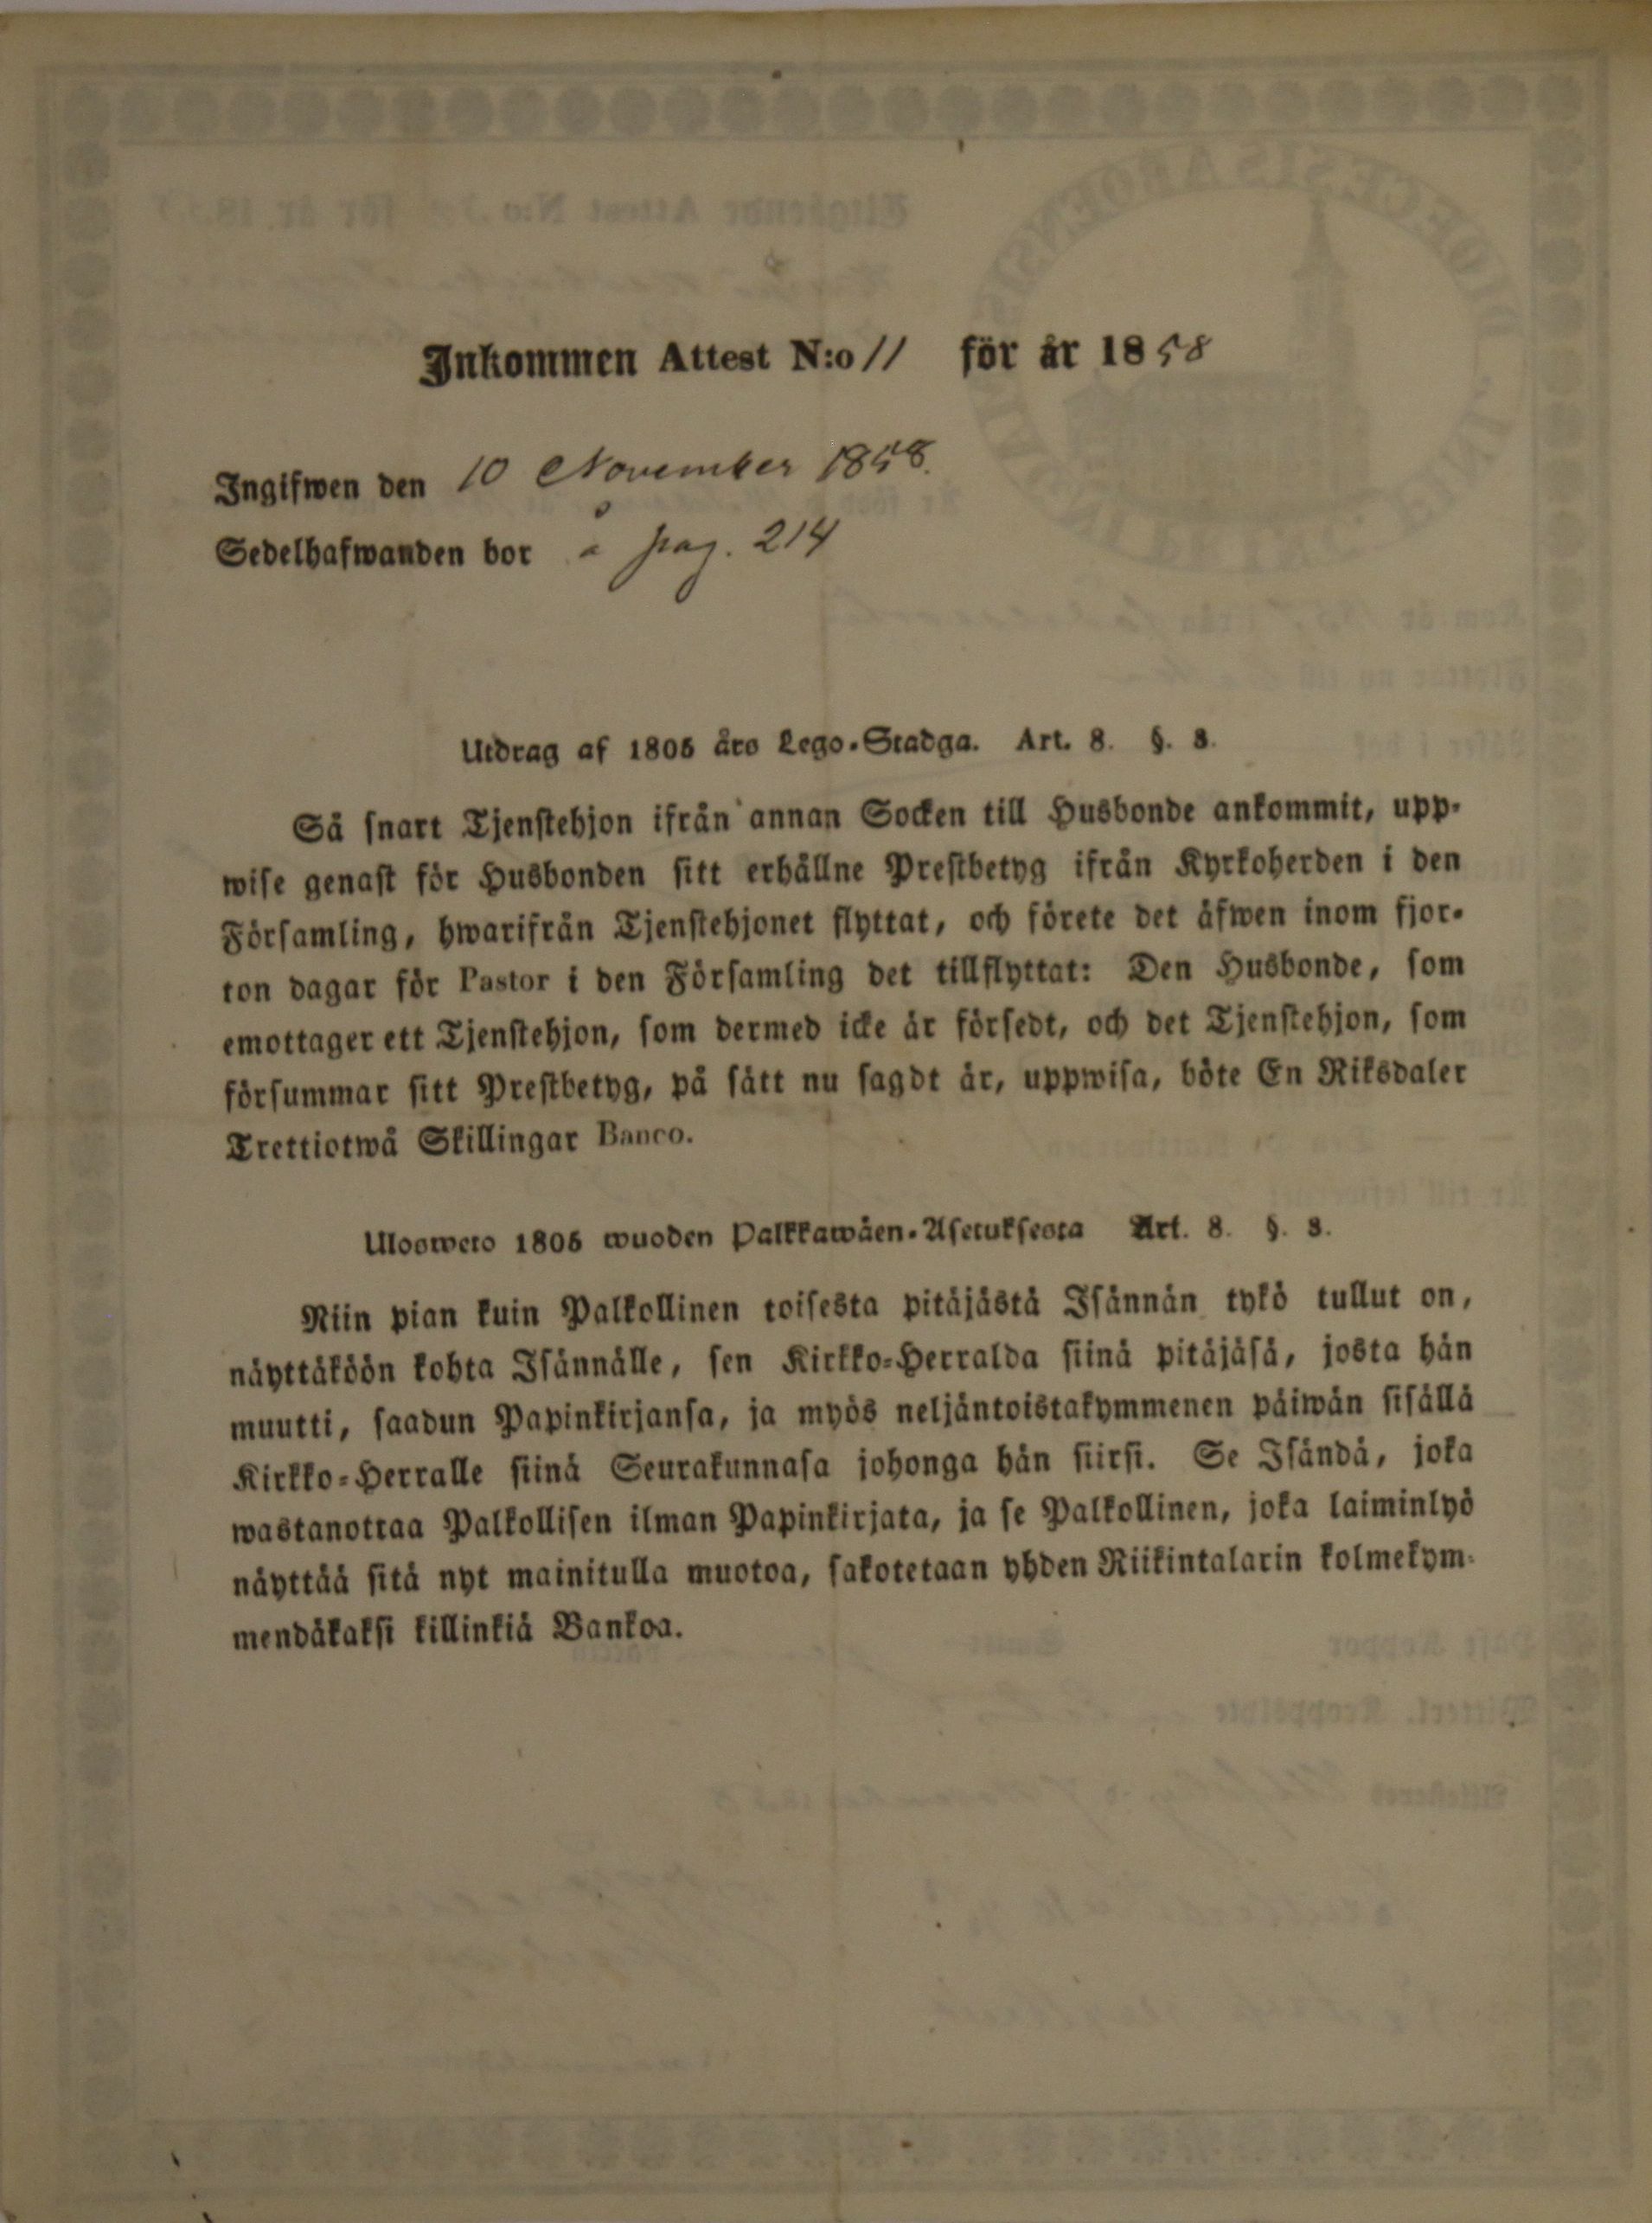 Inkommen Attest N:o 11 för år 1858
Ingifwen den 10 November 1858.
Sedelhafwanden bor å pag. 214
Utdrag af 1805 års Lego-Stadga. Art. 8. §. 3.
Så snart Tjenstehjon ifrån annan Socken till Husbonde ankommit, upp-
wise genast för Husbonden sitt erhållne Prestbetyg ifrån Kyrkoherden i den
Församling, hwarifrån Tjenstehjonet flyttat, och förete det äfwen inom fjor-
ton dagar för Pastor i den Församling det tillflyttat: Den Husbonde, som
emottager ett Tjenstehjon, som dermed icke är försedt, och det Tjenstehjon, som
försummar sitt Prestbetyg, på sätt nu sagdt är, uppwisa, böte En Riksdaler
Trettiotwå Skillingar Banco.
Ulosweto 1805 wuoden Palkkawäen-Asetuksesta Art. 8. §. 3.
Niin pian kuin Palkollinen toisesta pitäjästä Isännän tykö tullut on,
näyttäköön kohta Isännälle, sen Kirkko-Herralda siinä pitäjäsä, josta hän
muutti, saadun Papinkirjansa, ja myös neljäntoistakymmenen päiwän sisällä
Kirkko-Herralle siinä Seurakunnasa johonga hän siirsi. Se Isändä, joka
wastanottaa Palkollisen ilman Papinkirjata, ja se Palkollinen, joka laiminlyö
näyttää sitä nyt mainitulla muotoa, sakotetaan yhden Riikintalarin kolmekym-
mendäkaksi killinkiä Bankoa.